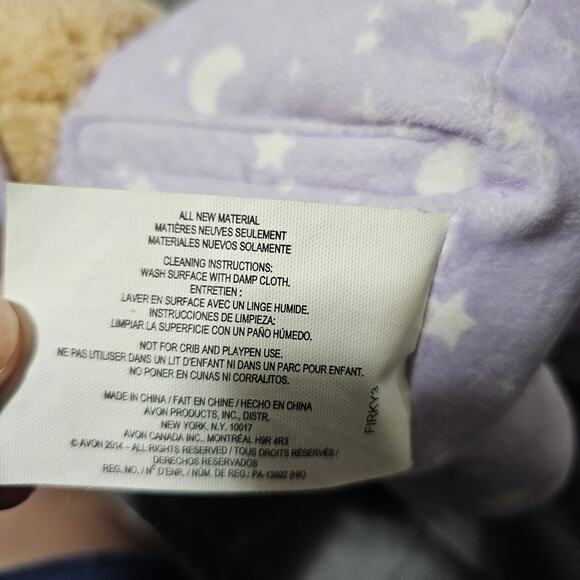 ALL NEW MATERIAL
MATIÈRES NEUVES SEULEMENT
MATERIALES NUEVOS SOLAMENTE
CLEANING INSTRUCTIONS:
WASH SURFACE WITH DAMP CLOTH.
ENTRETIEN :
LAVER EN SURFACE AVEC UN LINGE HUMIDE.
INSTRUCCIONES DE LIMPIEZA:
LIMPIAR LA SUPERFICIE CON UN PAÑO HÚMEDO.
NOT FOR CRIB AND PLAYPEN USE.
NE PAS UTILISER DANS UN LIT D'ENFANT NI DANS UN PARC POUR ENFANT.
NO PONER EN CUNAS NI CORRALITOS.
MADE IN CHINA / FAIT EN CHINE / HECHO EN CHINA
AVON PRODUCTS, INC., DISTR.
NEW YORK, N.Y. 10017
AVON CANADA INC., MONTRÉAL H9R 4R3
© AVON 2014 – ALL RIGHTS RESERVED / TOUS DROITS RÉSERVÉS /
DERECHOS RESERVADOS
REG. NO. / N° D'ENR. / NÚM. DE REG.: PA-13892 (HK)
FIRKY3